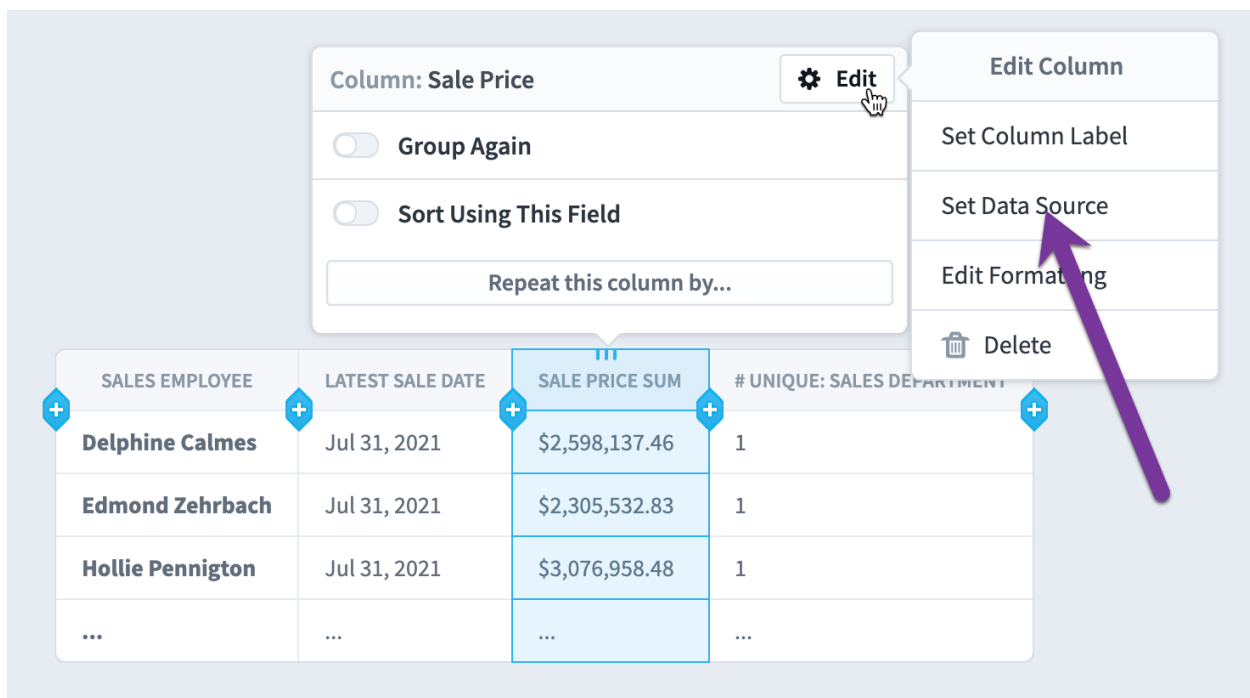 Column: Sale Price
Edit
Group Again
Sort Using This Field
Repeat this column by...
Edit Column
Set Column Label
Set Data Source
Edit Formatting
Delete
SALES EMPLOYEE LATEST SALE DATE SALE PRICE SUM # UNIQUE: SALES DEPARTMENT
Delphine Calmes Jul 31, 2021 $2,598,137.46 1
Edmond Zehrbach Jul 31, 2021 $2,305,532.83 1
Hollie Pennigton Jul 31, 2021 $3,076,958.48 1
... ... ... ...